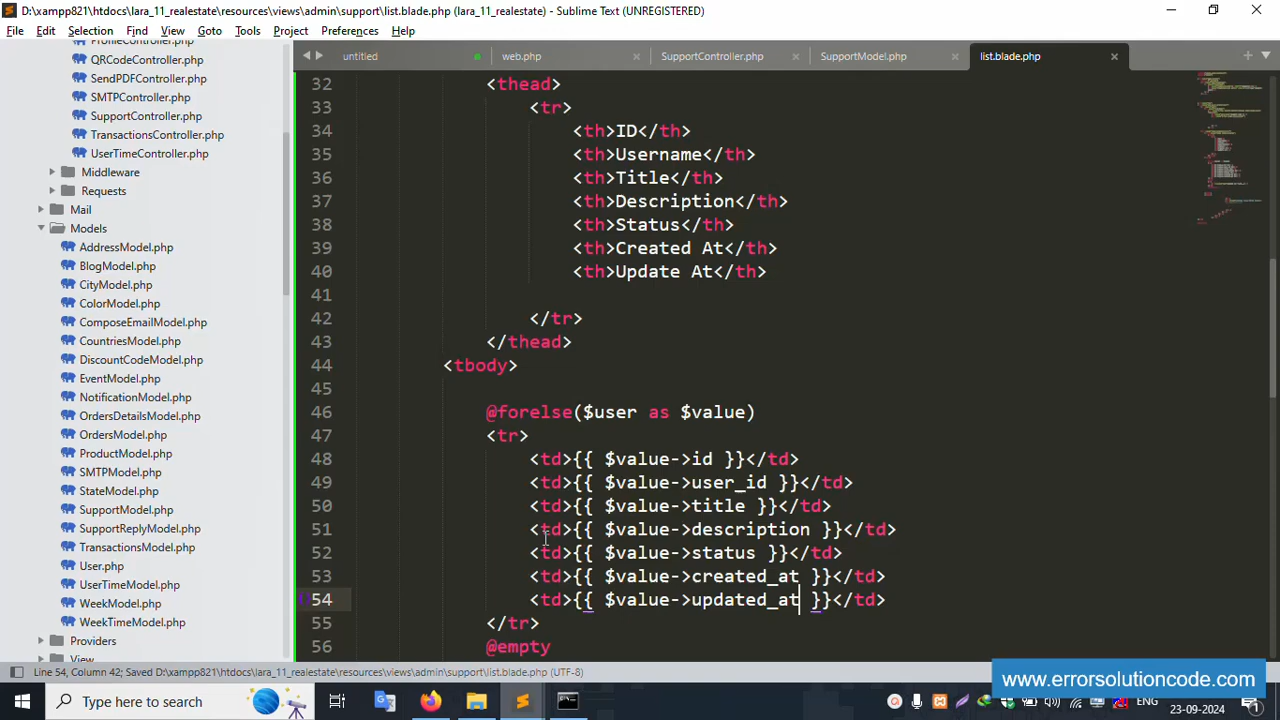 D:\xampp821\htdocs\lara_11_realestate\resources\views\admin\support\list.blade.php (lara_11_realestate) - Sublime Text (UNREGISTERED)
File Edit Selection Find View Goto Tools Project Preferences Help
untitled web.php SupportController.php SupportModel.php list.blade.php
ProfileController.php
QRCodeController.php
SendPDFController.php
SMTPController.php
SupportController.php
TransactionsController.php
UserTimeController.php
Middleware
Requests
Mail
Models
AddressModel.php
BlogModel.php
CityModel.php
ColorModel.php
ComposeEmailModel.php
CountriesModel.php
DiscountCodeModel.php
EventModel.php
NotificationModel.php
OrdersDetailsModel.php
OrdersModel.php
ProductModel.php
SMTPModel.php
StateModel.php
SupportModel.php
SupportReplyModel.php
TransactionsModel.php
User.php
UserTimeModel.php
WeekModel.php
WeekTimeModel.php
Providers
View
32 <thead>
33 <tr>
34 <th>ID</th>
35 <th>Username</th>
36 <th>Title</th>
37 <th>Description</th>
38 <th>Status</th>
39 <th>Created At</th>
40 <th>Update At</th>
41
42 </tr>
43 </thead>
44 <tbody>
45
46 @forelse($user as $value)
47 <tr>
48 <td>{{ $value->id }}</td>
49 <td>{{ $value->user_id }}</td>
50 <td>{{ $value->title }}</td>
51 <td>{{ $value->description }}</td>
52 <td>{{ $value->status }}</td>
53 <td>{{ $value->created_at }}</td>
54 <td>{{ $value->updated_at }}</td>
55 </tr>
56 @empty
Line 54, Column 42; Saved D:\xampp821\htdocs\lara_11_realestate\resources\views\admin\support\list.blade.php (UTF-8)
www.errorsolutioncode.com
Type here to search
ENG
23-09-2024